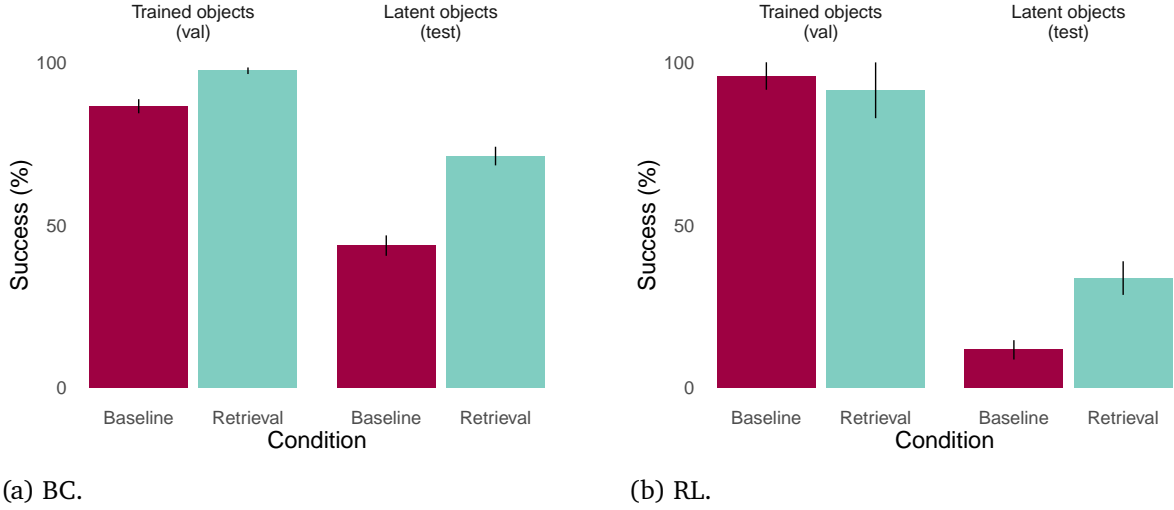 Trained objects
(val)
Latent objects
(test)
Success (%)
100
50
0
Baseline
Retrieval
Baseline
Retrieval
Condition
(a) BC.
Trained objects
(val)
Latent objects
(test)
Success (%)
100
50
0
Baseline
Retrieval
Baseline
Retrieval
Condition
(b) RL.